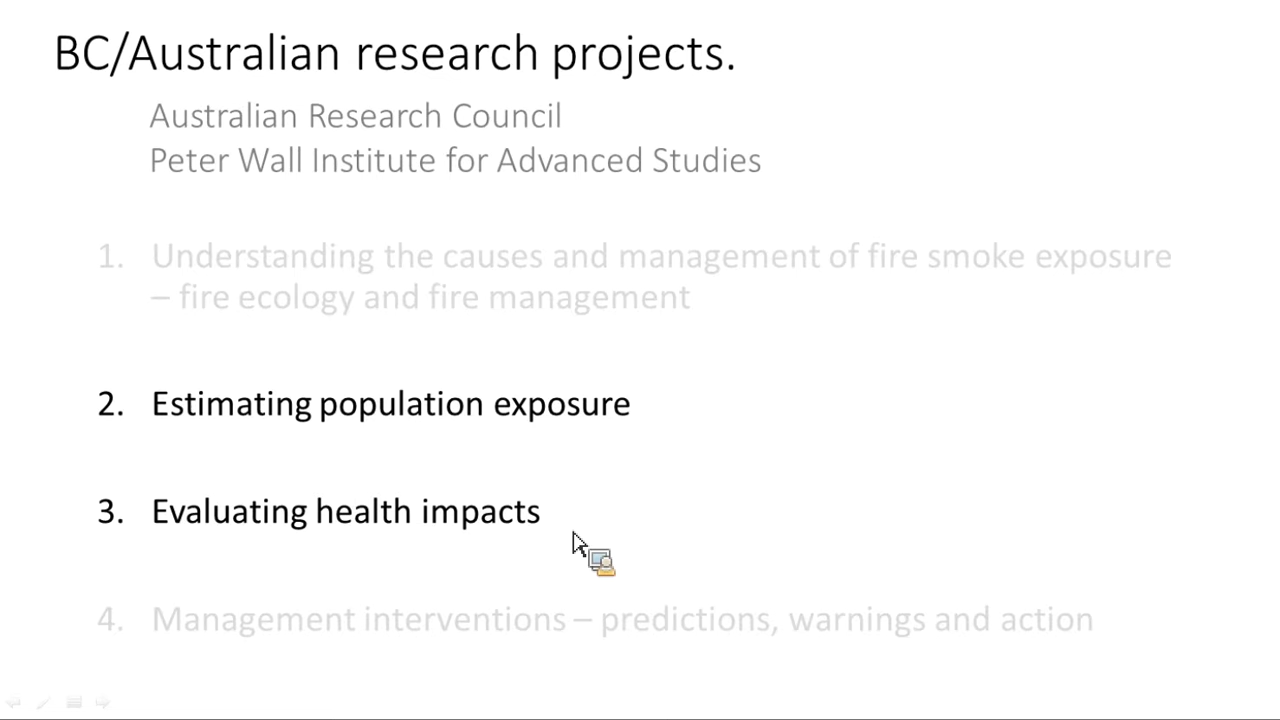 BC/Australian research projects.
Australian Research Council
Peter Wall Institute for Advanced Studies
1. Understanding the causes and management of fire smoke exposure
– fire ecology and fire management
2. Estimating population exposure
3. Evaluating health impacts
4. Management interventions – predictions, warnings and action